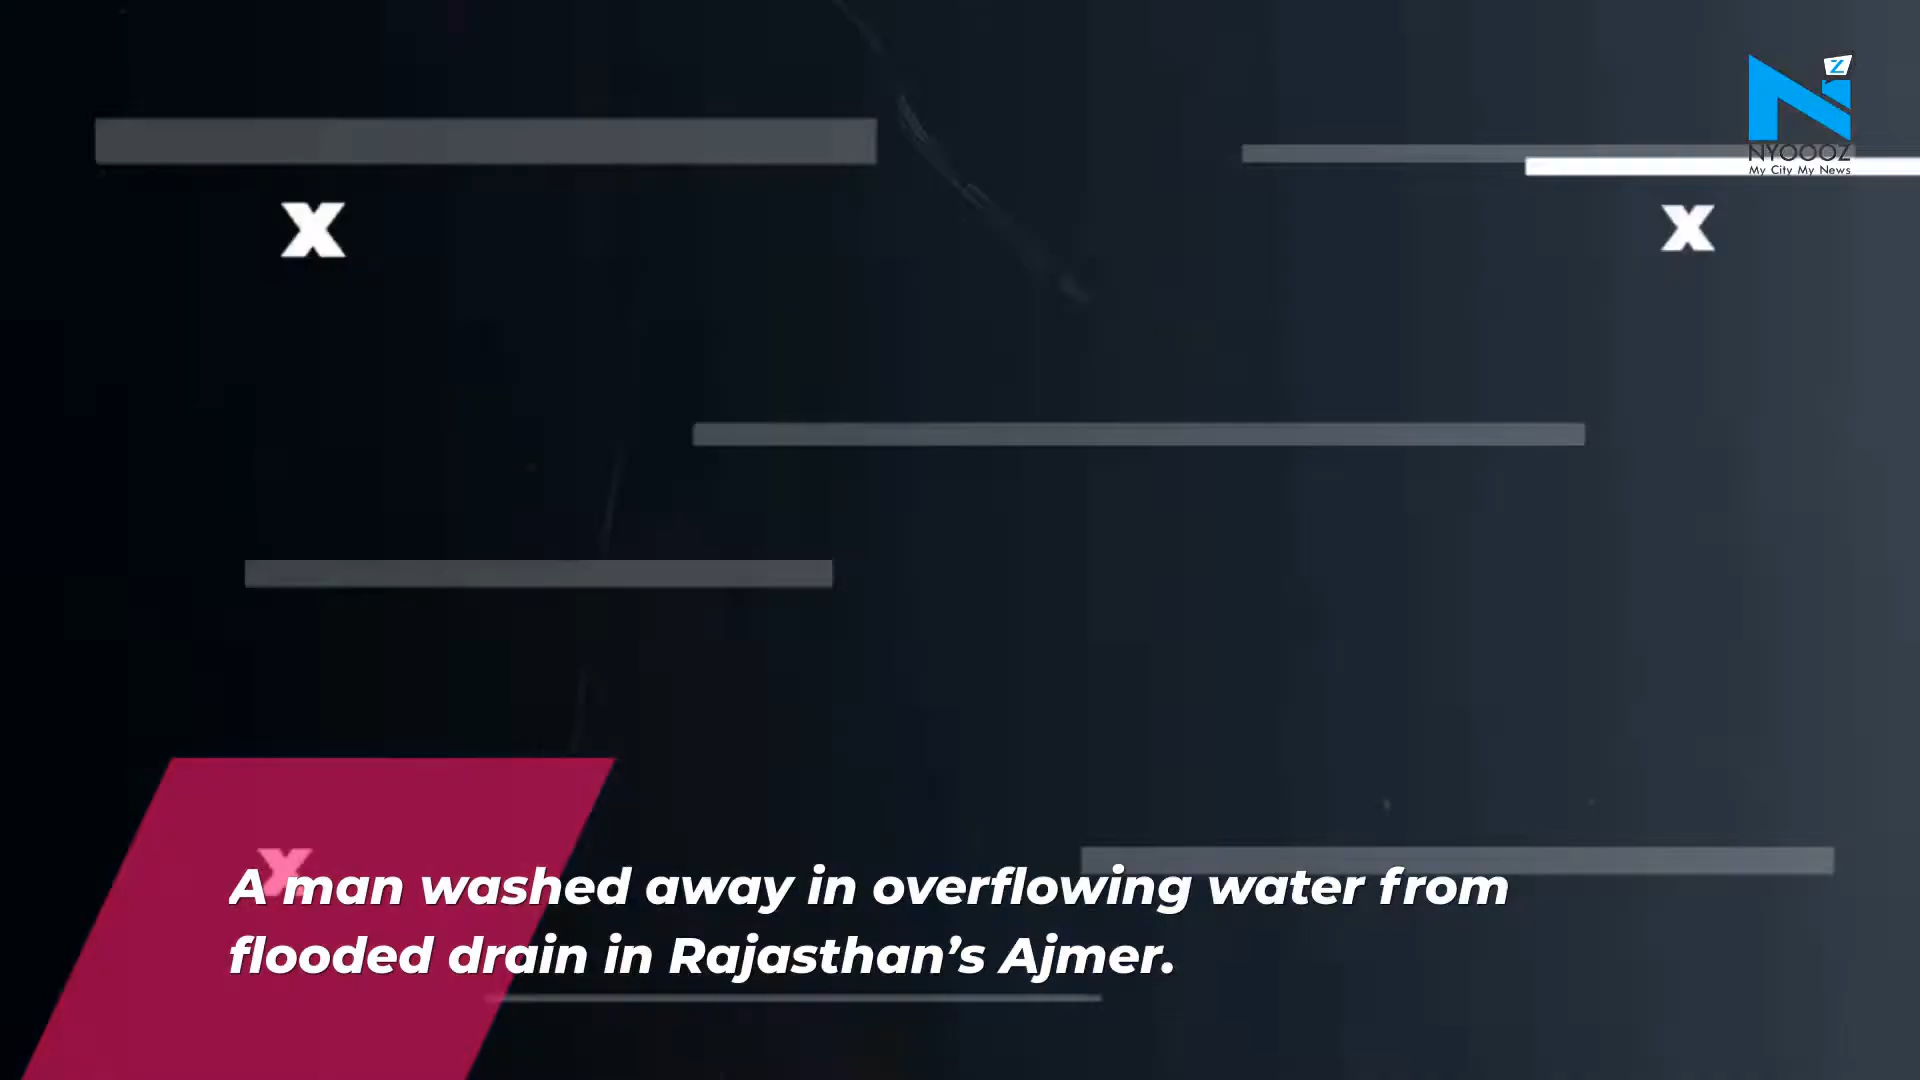 Z
NYOOOZ
My City My News
A man washed away in overflowing water from
flooded drain in Rajasthan’s Ajmer.